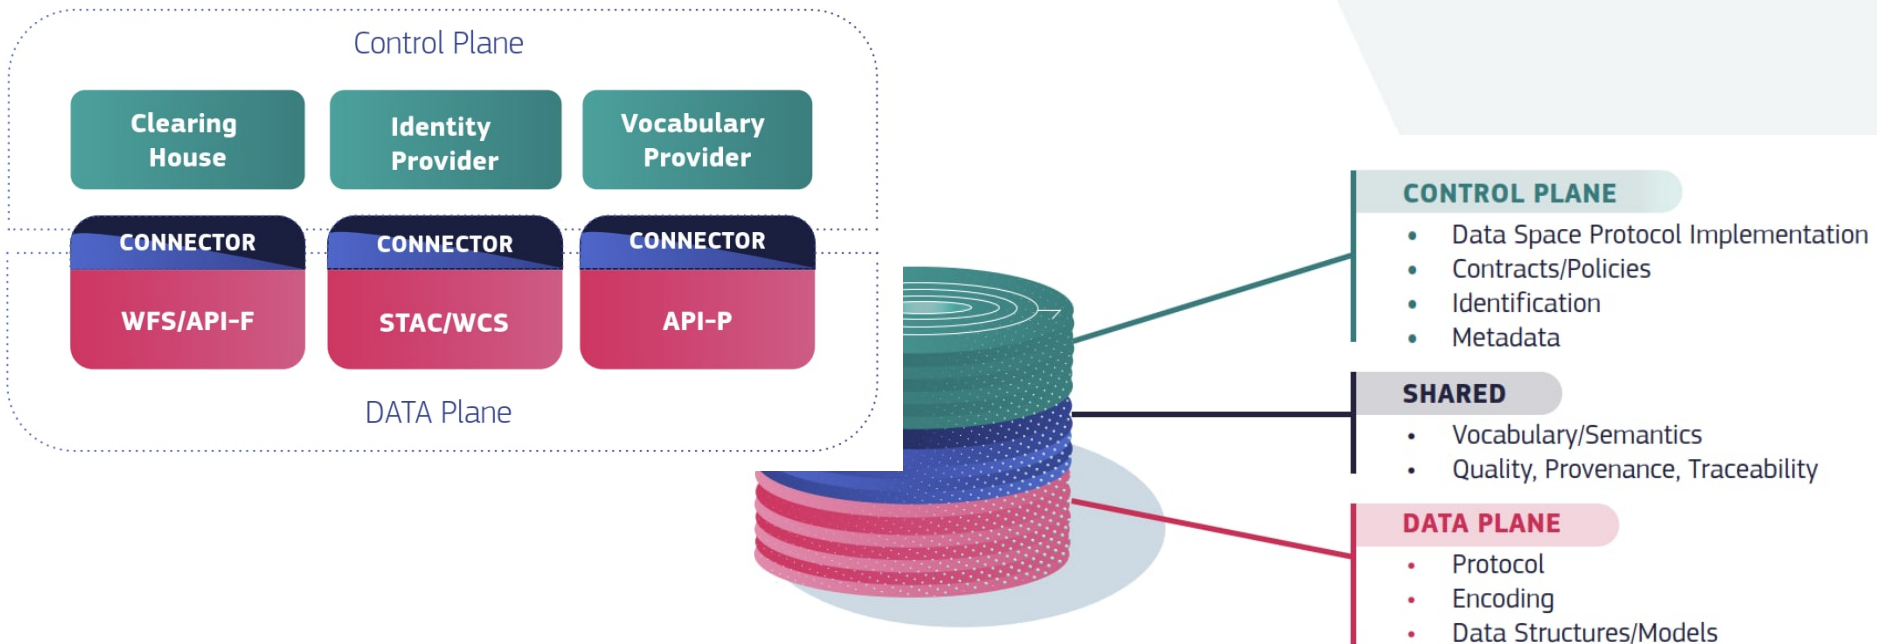 Control Plane
Clearing
House
Identity
Provider
Vocabulary
Provider
CONNECTOR
CONNECTOR
CONNECTOR
WFS/API-F
STAC/WCS
API-P
DATA Plane
CONTROL PLANE
• Data Space Protocol Implementation
• Contracts/Policies
• Identification
• Metadata
SHARED
• Vocabulary/Semantics
• Quality, Provenance, Traceability
DATA PLANE
• Protocol
• Encoding
• Data Structures/Models